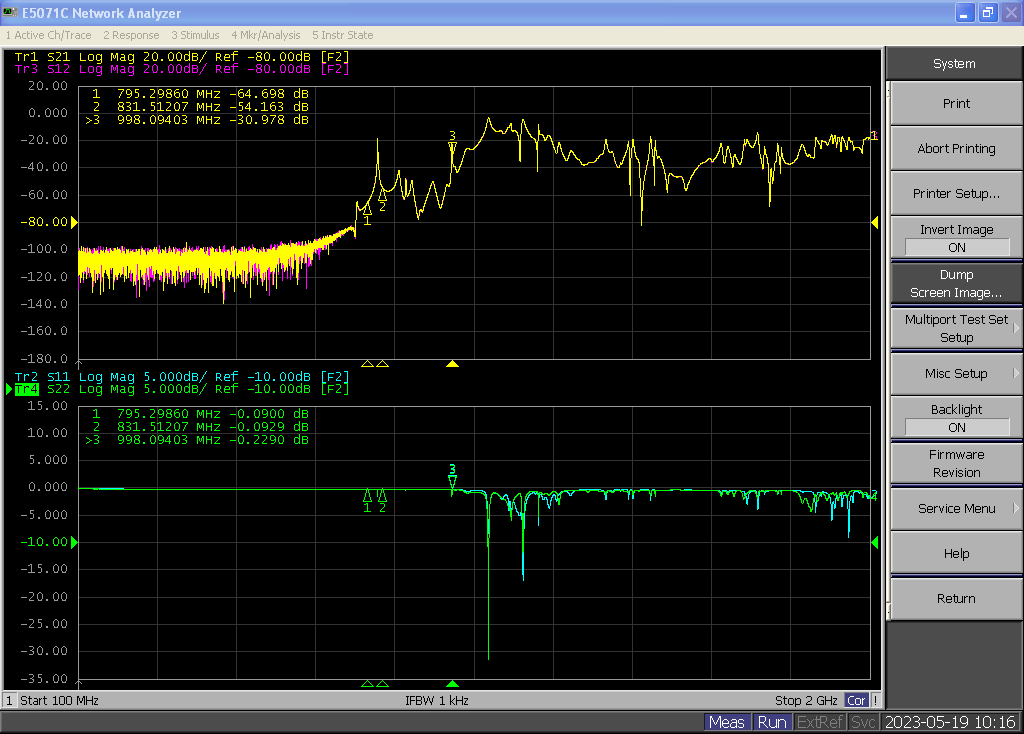 E5071C Network Analyzer
1 Active Ch/Trace 2 Response 3 Stimulus 4 Mkr/Analysis 5 Instr State
Tr1 S21 Log Mag 20.00dB/ Ref -80.00dB [F2]
Tr3 S12 Log Mag 20.00dB/ Ref -80.00dB [F2]
20.00
1 795.29860 MHz -64.698 dB
2 831.51207 MHz -54.163 dB
>3 998.09403 MHz -30.978 dB
0.000
-20.00
-40.00
-60.00
-80.00
-100.0
-120.0
-140.0
-160.0
-180.0
1
2
3
1
Tr2 S11 Log Mag 5.000dB/ Ref -10.00dB [F2]
Tr4 S22 Log Mag 5.000dB/ Ref -10.00dB [F2]
15.00
1 795.29860 MHz -0.0900 dB
2 831.51207 MHz -0.0929 dB
>3 998.09403 MHz -0.2290 dB
10.00
5.000
0.000
-5.000
-10.00
-15.00
-20.00
-25.00
-30.00
-35.00
1
2
3
1 Start 100 MHz IFBW 1 kHz Stop 2 GHz Cor !
System
Print
Abort Printing
Printer Setup...
Invert Image
ON
Dump
Screen Image...
Multiport Test Set
Setup
Misc Setup
Backlight
ON
Firmware
Revision
Service Menu
Help
Return
Meas Run ExtRef Svc 2023-05-19 10:16